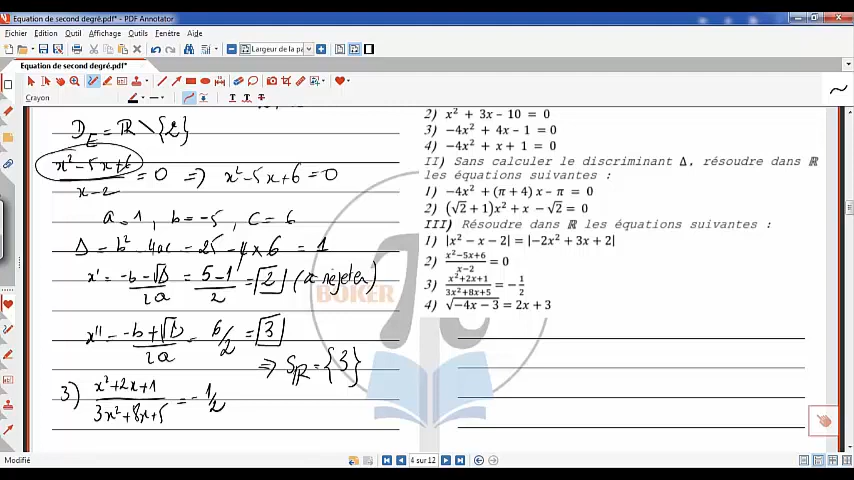 Equation de second degré.pdf* - PDF Annotator
Fichier Edition Outil Affichage Outils Fenêtre Aide
Largeur de la pa
Equation de second degré.pdf*
Crayon
D_E = ℝ \ {2}
x² - 5x + 6 / x - 2 = 0 ⇒ x² - 5x + 6 = 0
a = 1, b = -5, c = 6
Δ = b² - 4ac = 25 - 4 × 6 = 1
x' = -b - √Δ / 2a = 5 - 1 / 2 = 2 (a rejeter)
x'' = -b + √Δ / 2a = 6/2 = 3
⇒ S_ℝ = {3}
3) x² + 2x + 1 / 3x² + 8x + 5 = - 1/2
2) x² + 3x - 10 = 0
3) -4x² + 4x - 1 = 0
4) -4x² + x + 1 = 0
II) Sans calculer le discriminant Δ, résoudre dans ℝ
les équations suivantes :
1) -4x² + (π + 4) x - π = 0
2) (√2 + 1)x² + x - √2 = 0
III) Résoudre dans ℝ les équations suivantes :
1) |x² - x - 2| = |-2x² + 3x + 2|
2) x²-5x+6 / x-2 = 0
3) x²+2x+1 / 3x²+8x+5 = - 1/2
4) √-4x - 3 = 2x + 3
BOKER
Modifié
4 sur 12